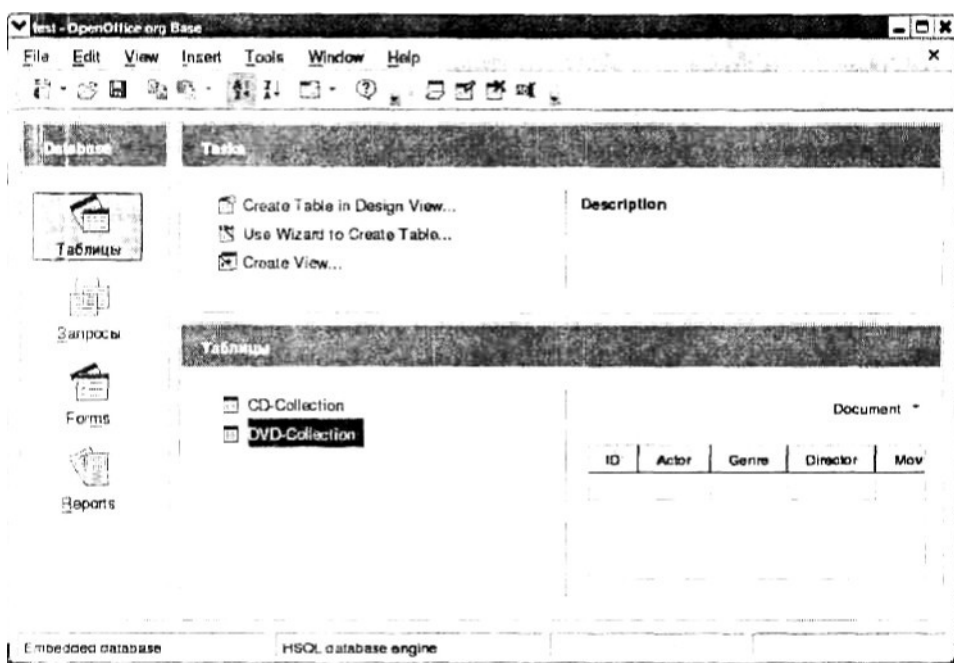 test - OpenOffice.org Base
File Edit View Insert Tools Window Help
Database
Tasks
Таблицы
Запросы
Forms
Reports
Create Table in Design View...
Use Wizard to Create Table...
Create View...
Description
Таблицы
CD-Collection
DVD-Collection
Document
ID Actor Genre Director Mov
Embedded database HSQL database engine